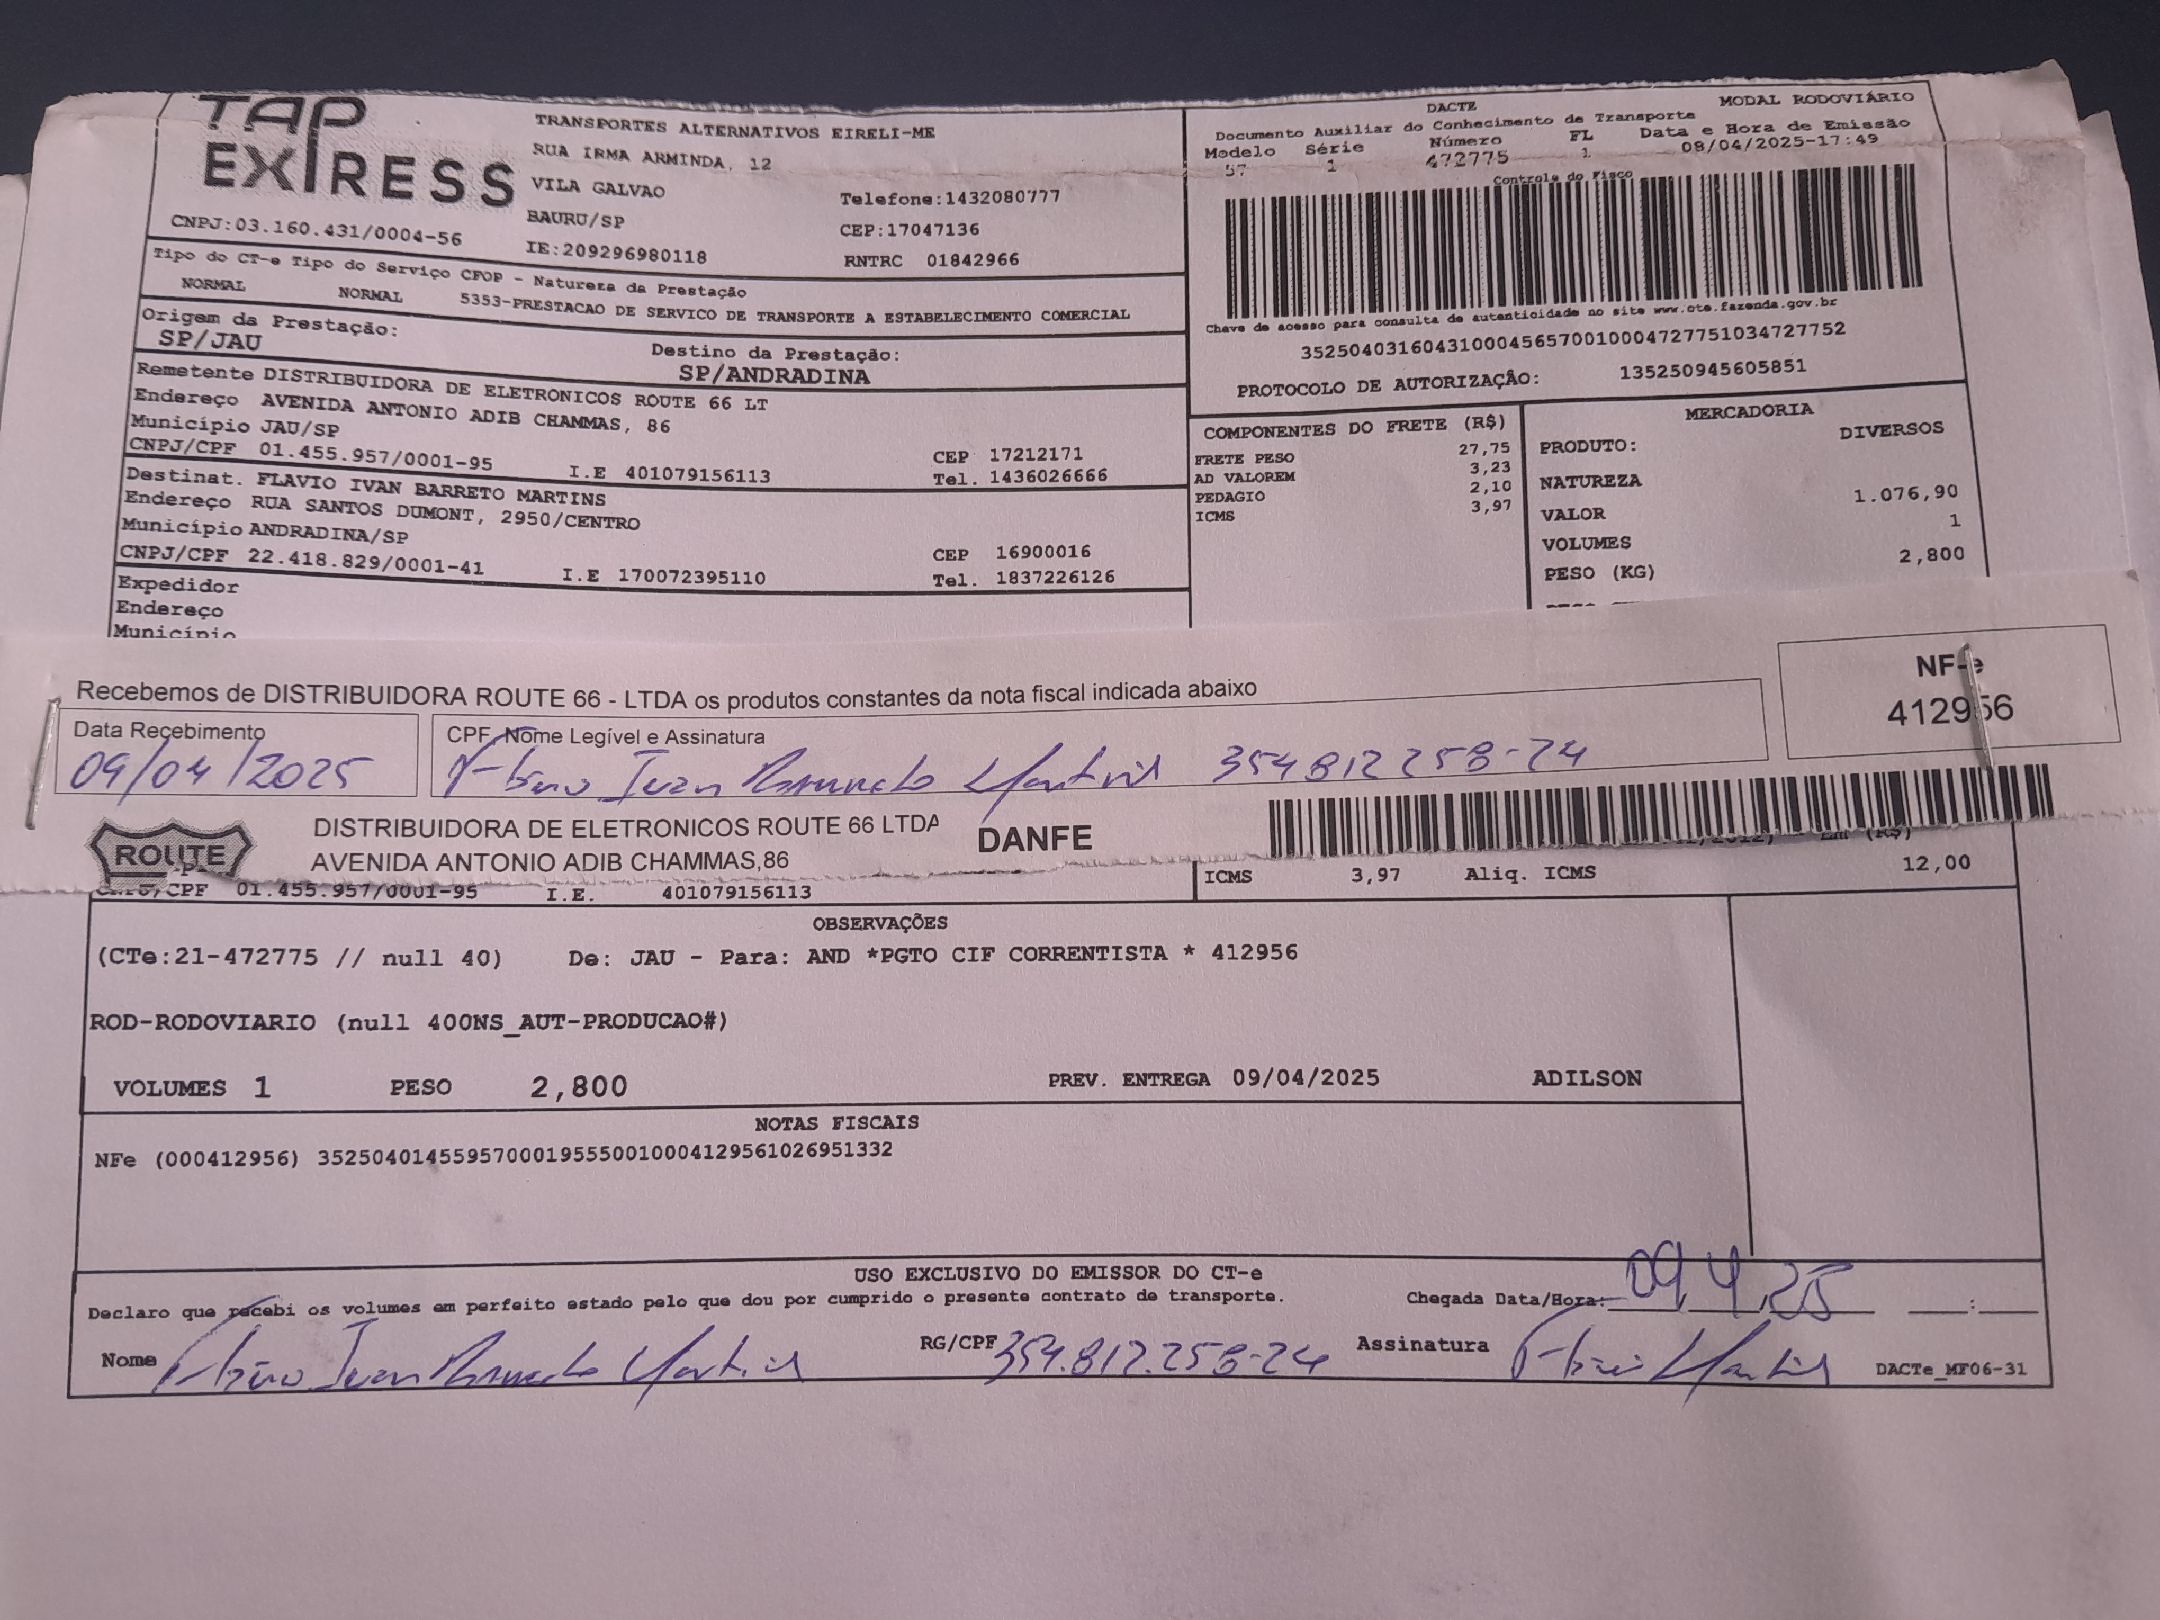 TAP
EXPRESS
CNPJ:03.160.431/0004-56
TRANSPORTES ALTERNATIVOS EIRELI-ME
RUA IRMA ARMINDA, 12
VILA GALVAO
BAURU/SP
IE:209296980118
Telefone:1432080777
CEP:17047136
RNTRC 01842966
DACTE MODAL RODOVIÁRIO
Documento Auxiliar do Conhecimento de Transporte
Modelo Série Número FL Data e Hora de Emissão
57 1 472775 1 08/04/2025-17:49
Controle do Fisco
Chave de acesso para consulta de autenticidade no site www.cte.fazenda.gov.br
35250403160431000456570010004727751034727752
PROTOCOLO DE AUTORIZAÇÃO: 135250945605851
Tipo do CT-e Tipo do Serviço CFOP - Natureza da Prestação
NORMAL NORMAL 5353-PRESTACAO DE SERVICO DE TRANSPORTE A ESTABELECIMENTO COMERCIAL
Origem da Prestação: Destino da Prestação:
SP/JAU SP/ANDRADINA
Remetente DISTRIBUIDORA DE ELETRONICOS ROUTE 66 LT
Endereço AVENIDA ANTONIO ADIB CHAMMAS, 86
Município JAU/SP CEP 17212171
CNPJ/CPF 01.455.957/0001-95 I.E 401079156113 Tel. 1436026666
Destinat. FLAVIO IVAN BARRETO MARTINS
Endereço RUA SANTOS DUMONT, 2950/CENTRO
Município ANDRADINA/SP CEP 16900016
CNPJ/CPF 22.418.829/0001-41 I.E 170072395110 Tel. 1837226126
Expedidor
Endereço
Município
COMPONENTES DO FRETE (R$)
FRETE PESO 27,75
AD VALOREM 3,23
PEDAGIO 2,10
ICMS 3,97
MERCADORIA
PRODUTO: DIVERSOS
NATUREZA
VALOR 1.076,90
VOLUMES 1
PESO (KG) 2,800
Recebemos de DISTRIBUIDORA ROUTE 66 - LTDA os produtos constantes da nota fiscal indicada abaixo
NF-e
412956
Data Recebimento CPF, Nome Legível e Assinatura
09/04/2025 Ivan Martins 354812258-24
ROUTE
DISTRIBUIDORA DE ELETRONICOS ROUTE 66 LTDA
AVENIDA ANTONIO ADIB CHAMMAS,86
DANFE
CNPJ/CPF 01.455.957/0001-95 I.E. 401079156113
ICMS 3,97 Aliq. ICMS 12,00
OBSERVAÇÕES
(CTe:21-472775 // null 40) De: JAU - Para: AND *PGTO CIF CORRENTISTA * 412956
ROD-RODOVIARIO (null 400NS_AUT-PRODUCAO#)
VOLUMES 1 PESO 2,800 PREV. ENTREGA 09/04/2025 ADILSON
NOTAS FISCAIS
NFe (000412956) 35250401455957000195550010004129561026951332
USO EXCLUSIVO DO EMISSOR DO CT-e
Declaro que recebi os volumes em perfeito estado pelo que dou por cumprido o presente contrato de transporte. Chegada Data/Hora: 09,4,25 :
Nome Ivan Martins RG/CPF 354.812.258-24 Assinatura Martins DACTe_MF06-31